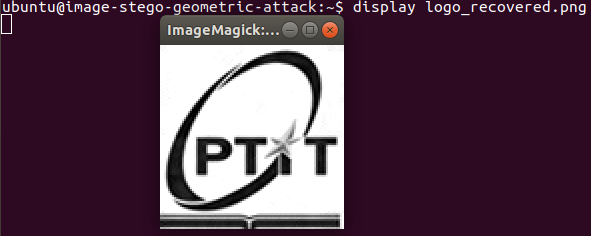 ubuntu@image-stego-geometric-attack:~$ display logo_recovered.png
ImageMagick:...
PTIT